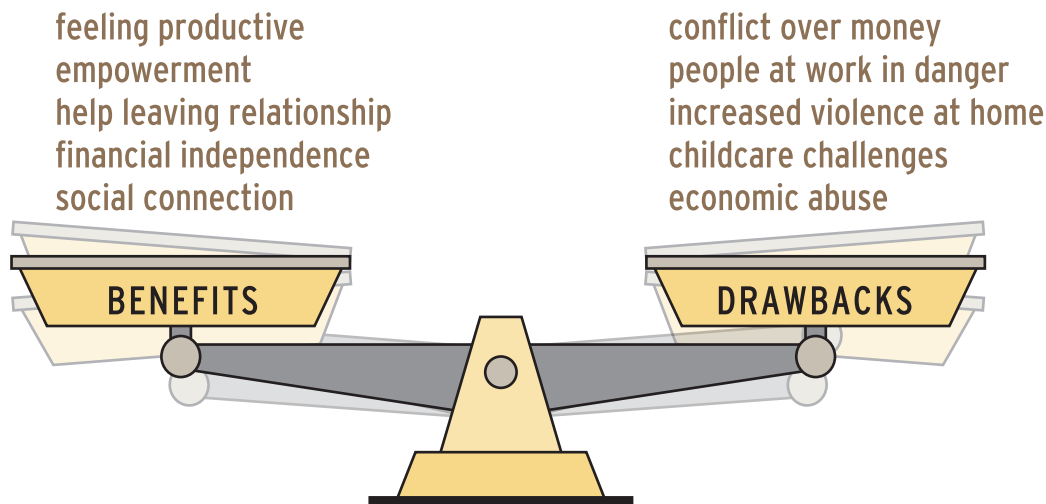 feeling productive
empowerment
help leaving relationship
financial independence
social connection
BENEFITS
conflict over money
people at work in danger
increased violence at home
childcare challenges
economic abuse
DRAWBACKS